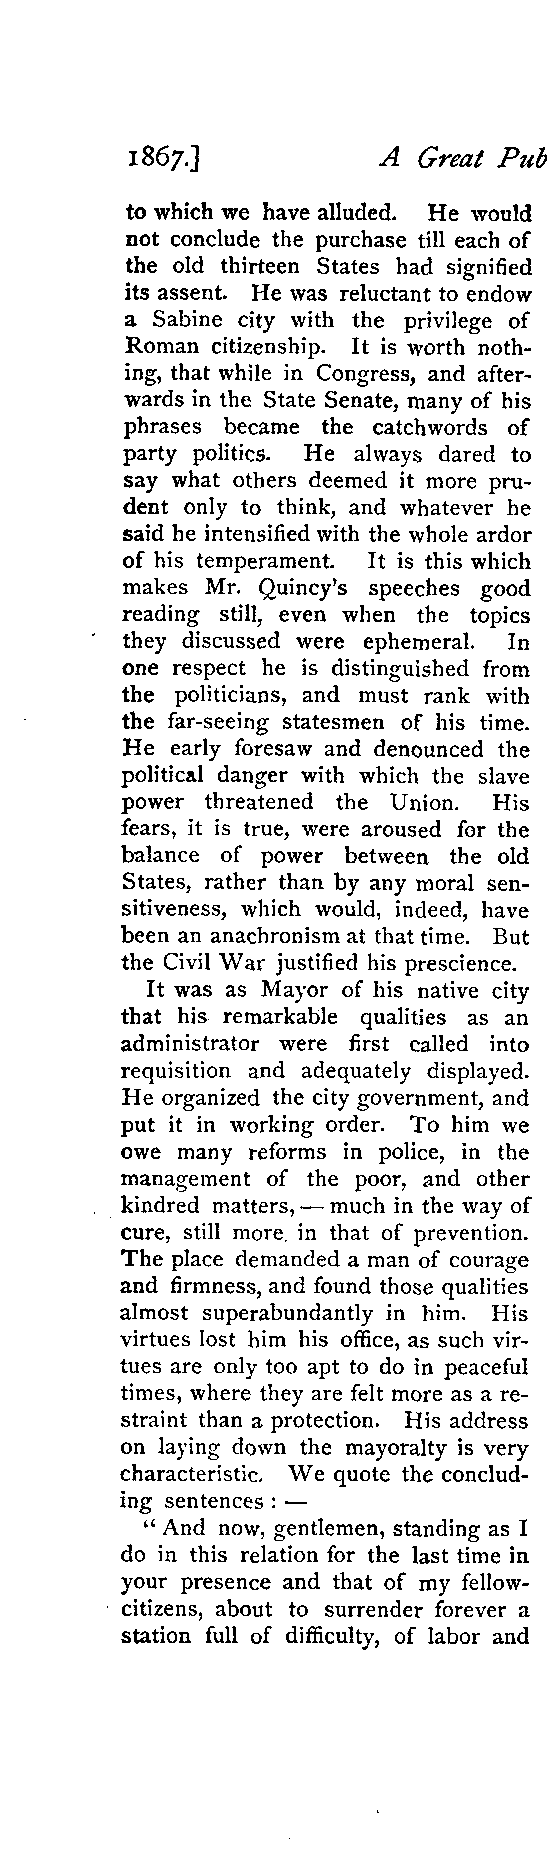 1867.] A Great Pub
to which we have alluded. He would
not conclude the purchase till each of
the old thirteen States had signified
its assent. He was reluctant to endow
a Sabine city with the privilege of
Roman citizenship. It is worth noth-
ing, that while in Congress, and after-
wards in the State Senate, many of his
phrases became the catchwords of
party politics. He always dared to
say what others deemed it more pru-
dent only to think, and whatever he
said he intensified with the whole ardor
of his temperament. It is this which
makes Mr. Quincy's speeches good
reading still, even when the topics
they discussed were ephemeral. In
one respect he is distinguished from
the politicians, and must rank with
the far-seeing statesmen of his time.
He early foresaw and denounced the
political danger with which the slave
power threatened the Union. His
fears, it is true, were aroused for the
balance of power between the old
States, rather than by any moral sen-
sitiveness, which would, indeed, have
been an anachronism at that time. But
the Civil War justified his prescience.
It was as Mayor of his native city
that his remarkable qualities as an
administrator were first called into
requisition and adequately displayed.
He organized the city government, and
put it in working order. To him we
owe many reforms in police, in the
management of the poor, and other
kindred matters, — much in the way of
cure, still more in that of prevention.
The place demanded a man of courage
and firmness, and found those qualities
almost superabundantly in him. His
virtues lost him his office, as such vir-
tues are only too apt to do in peaceful
times, where they are felt more as a re-
straint than a protection. His address
on laying down the mayoralty is very
characteristic. We quote the conclud-
ing sentences : —
“ And now, gentlemen, standing as I
do in this relation for the last time in
your presence and that of my fellow-
citizens, about to surrender forever a
station full of difficulty, of labor and